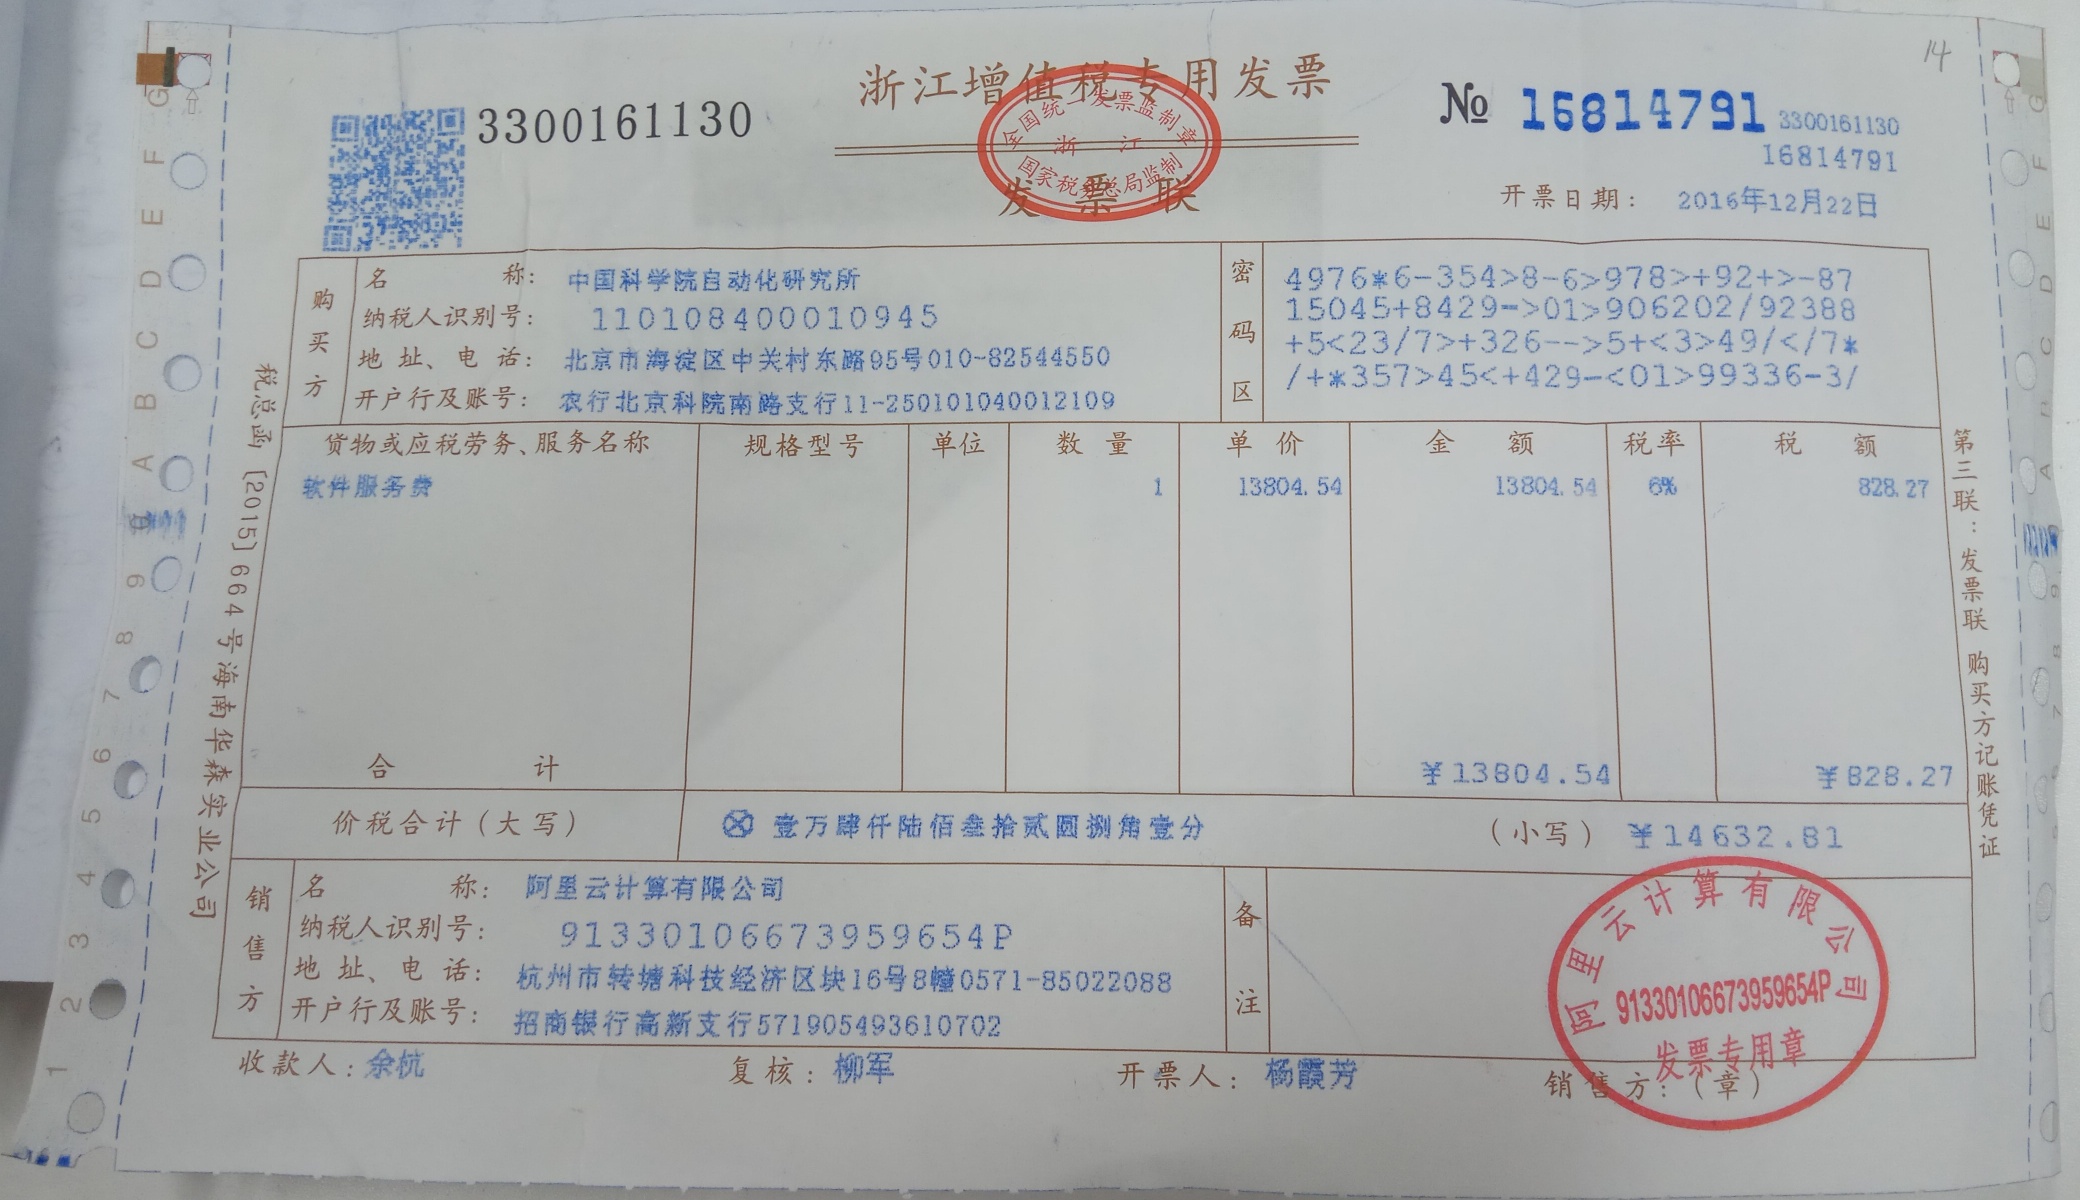 14
浙江增值税专用发票
3300161130
№ 16814791
3300161130
16814791
全国统一发票监制章
浙 江
国家税务总局监制
发票联
开票日期： 2016年12月22日
购买方
名 称： 中国科学院自动化研究所
纳税人识别号： 110108400010945
地 址、电 话： 北京市海淀区中关村东路95号010-82544550
开户行及账号： 农行北京科院南路支行11-250101040012109
密码区
4976*6-354>8-6>978>+92+>-87
15045+8429->01>906202/92388
+5<23/7>+326-->5+<3>49/</7*
/+*357>45<+429-<01>99336-3/
货物或应税劳务、服务名称 规格型号 单位 数 量 单 价 金 额 税率 税 额
软件服务费 1 13804.54 13804.54 6% 828.27
合 计 ￥13804.54 ￥828.27
价税合计（大写） ⊗ 壹万肆仟陆佰叁拾贰圆捌角壹分 （小写） ￥14632.81
销售方
名 称： 阿里云计算有限公司
纳税人识别号： 91330106673959654P
地 址、电 话： 杭州市转塘科技经济区块16号8幢0571-85022088
开户行及账号： 招商银行高新支行571905493610702
备注
阿里云计算有限公司
91330106673959654P
发票专用章
收款人：余杭 复核：柳军 开票人：杨霞芳 销售方：（章）
税总函〔2015〕664号海南华森实业公司
第三联：发票联 购买方记账凭证
G
F
E
D
C
B
A
9
8
7
6
5
4
3
2
1